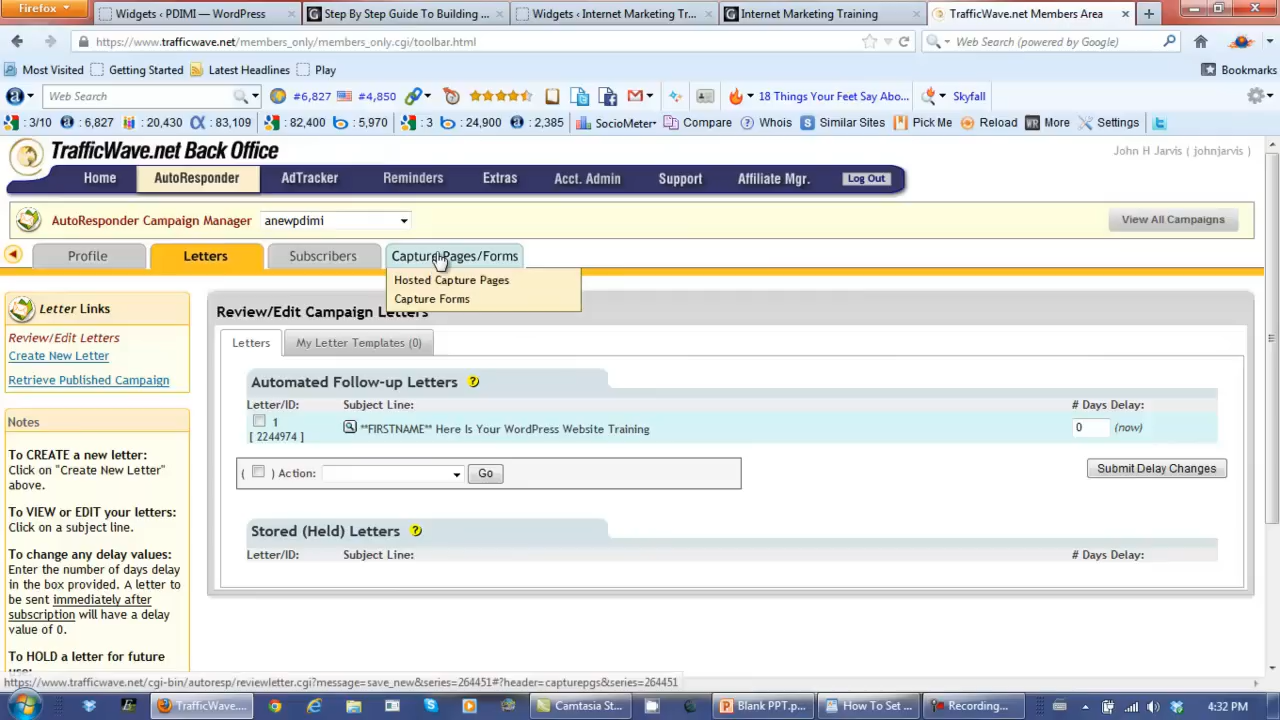 Firefox
Widgets ‹ PDIMI — WordPress
Step By Step Guide To Building ...
Widgets ‹ Internet Marketing Tr...
Internet Marketing Training
TrafficWave.net Members Area
https://www.trafficwave.net/members_only/members_only.cgi/toolbar.html
Web Search (powered by Google)
Most Visited
Getting Started
Latest Headlines
Play
Bookmarks
Web Search
#6,827
#4,850
18 Things Your Feet Say Abo...
Skyfall
: 3/10
: 6,827
: 20,430
: 83,109
: 82,400
: 5,970
: 3
: 24,900
: 2,385
SocioMeter
Compare
Whois
Similar Sites
Pick Me
Reload
More
Settings
TrafficWave.net Back Office
John H Jarvis ( johnjarvis )
Home
AutoResponder
AdTracker
Reminders
Extras
Acct. Admin
Support
Affiliate Mgr.
Log Out
AutoResponder Campaign Manager
anewpdimi
View All Campaigns
Profile
Letters
Subscribers
Capture Pages/Forms
Hosted Capture Pages
Capture Forms
Letter Links
Review/Edit Letters
Create New Letter
Retrieve Published Campaign
Notes
To CREATE a new letter:
Click on "Create New Letter"
above.
To VIEW or EDIT your letters:
Click on a subject line.
To change any delay values:
Enter the number of days delay
in the box provided. A letter to
be sent immediately after
subscription will have a delay
value of 0.
To HOLD a letter for future
Review/Edit Campaign Letters
Letters
My Letter Templates (0)
Automated Follow-up Letters ?
Letter/ID:
Subject Line:
# Days Delay:
1
[ 2244974 ]
**FIRSTNAME** Here Is Your WordPress Website Training
0
(now)
( ) Action:
Go
Submit Delay Changes
Stored (Held) Letters ?
Letter/ID:
Subject Line:
# Days Delay:
https://www.trafficwave.net/cgi-bin/autoresp/reviewletter.cgi?message=save_new&series=264451#?header=capturepgs&series=264451
TrafficWave....
Camtasia St...
Blank PPT.p...
How To Set ...
Recording...
4:32 PM